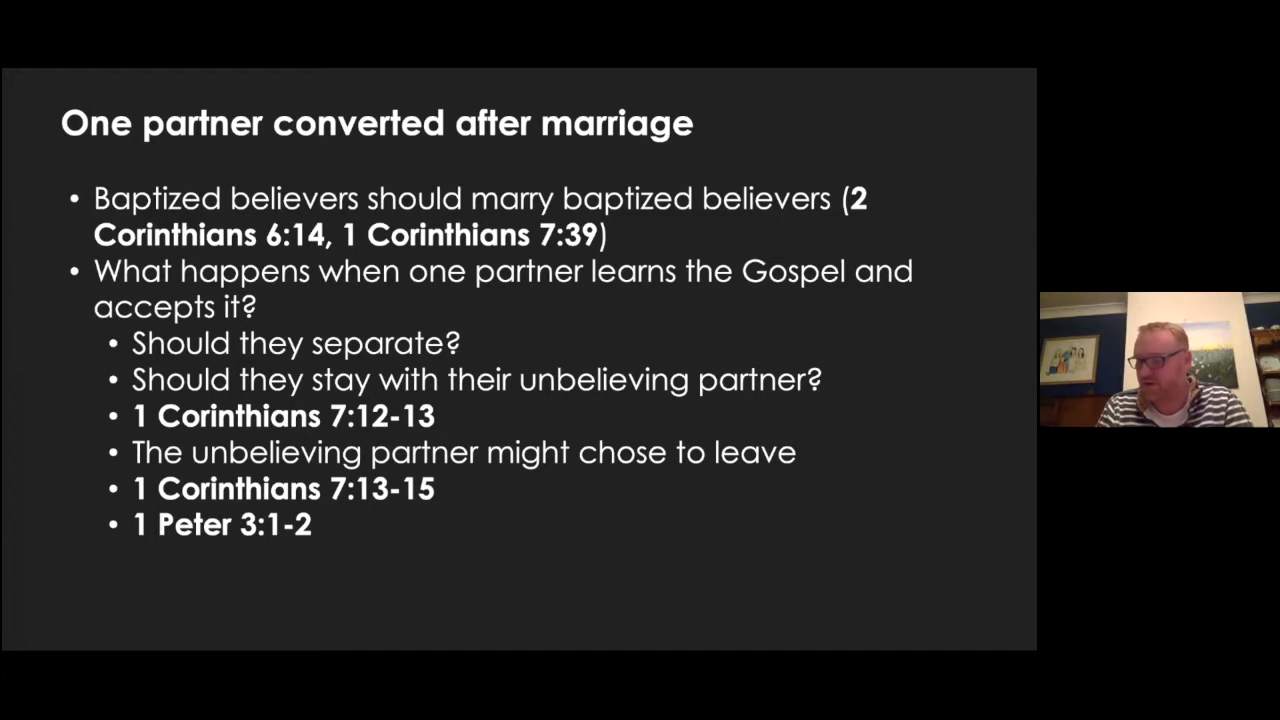 One partner converted after marriage
• Baptized believers should marry baptized believers (2
Corinthians 6:14, 1 Corinthians 7:39)
• What happens when one partner learns the Gospel and
accepts it?
• Should they separate?
• Should they stay with their unbelieving partner?
• 1 Corinthians 7:12-13
• The unbelieving partner might chose to leave
• 1 Corinthians 7:13-15
• 1 Peter 3:1-2